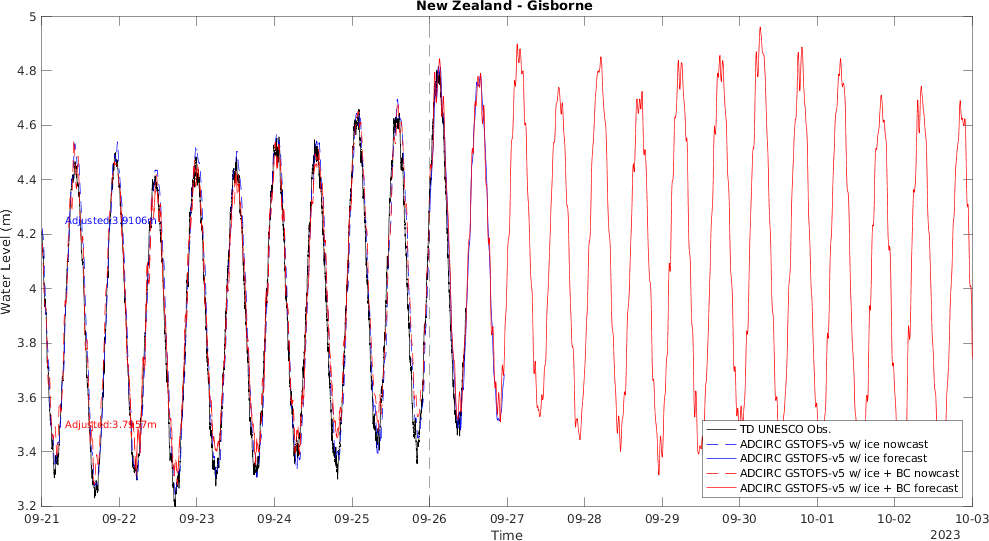 New Zealand - Gisborne
5
4.8
4.6
4.4
4.2
4
3.8
3.6
3.4
3.2
Water Level (m)
Adjusted:3.9106m
Adjusted:3.7957m
TD UNESCO Obs.
ADCIRC GSTOFS-v5 w/ ice nowcast
ADCIRC GSTOFS-v5 w/ ice forecast
ADCIRC GSTOFS-v5 w/ ice + BC nowcast
ADCIRC GSTOFS-v5 w/ ice + BC forecast
09-21 09-22 09-23 09-24 09-25 09-26 09-27 09-28 09-29 09-30 10-01 10-02 10-03
Time
2023